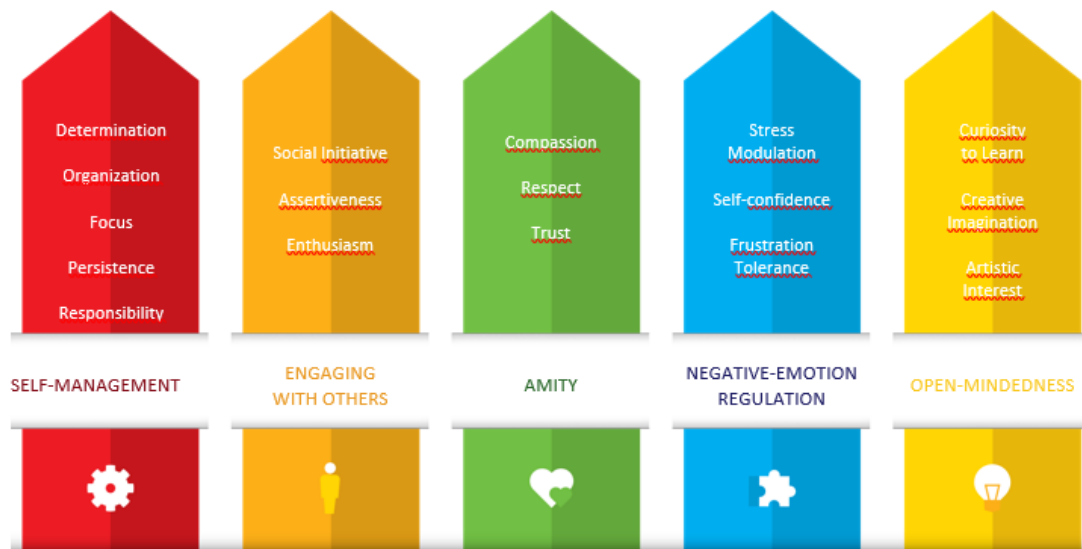 Determination
Organization
Focus
Persistence
Responsibility
SELF-MANAGEMENT
Social Initiative
Assertiveness
Enthusiasm
ENGAGING
WITH OTHERS
Compassion
Respect
Trust
AMITY
Stress
Modulation
Self-confidence
Frustration
Tolerance
NEGATIVE-EMOTION
REGULATION
Curiosity
to Learn
Creative
Imagination
Artistic
Interest
OPEN-MINDEDNESS